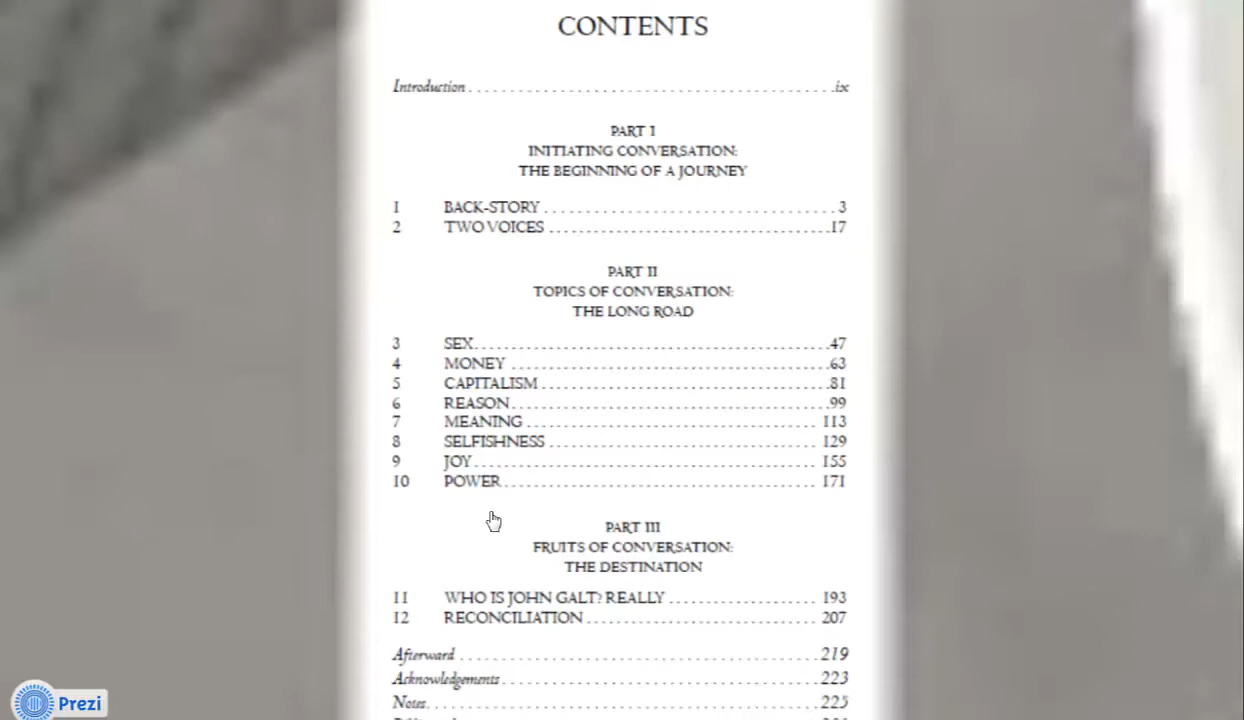 CONTENTS
Introduction ix
PART I
INITIATING CONVERSATION:
THE BEGINNING OF A JOURNEY
1 BACK-STORY 3
2 TWO VOICES 17
PART II
TOPICS OF CONVERSATION:
THE LONG ROAD
3 SEX 47
4 MONEY 63
5 CAPITALISM 81
6 REASON 99
7 MEANING 113
8 SELFISHNESS 129
9 JOY 155
10 POWER 171
PART III
FRUITS OF CONVERSATION:
THE DESTINATION
11 WHO IS JOHN GALT? REALLY 193
12 RECONCILIATION 207
Afterward 219
Acknowledgements 223
Notes 225
Prezi